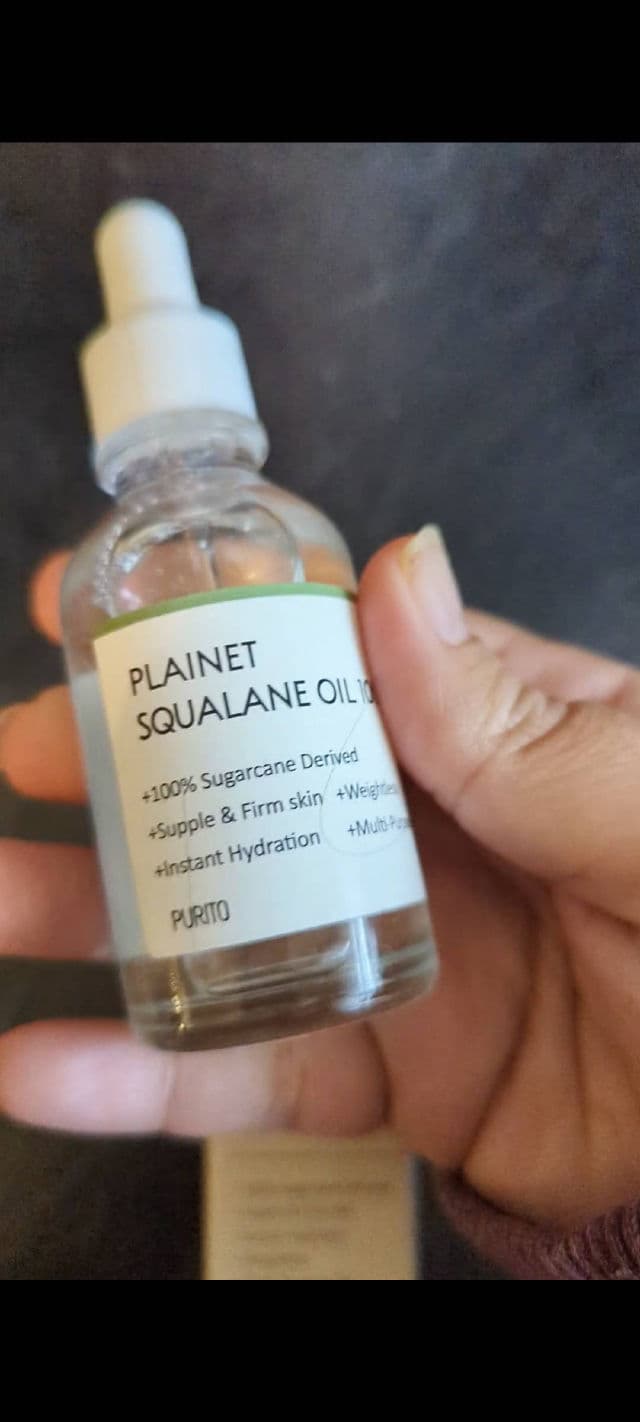 PLAINET
SQUALANE OIL
+100% Sugarcane Derived
+Supple & Firm skin
+Instant Hydration
PURITO